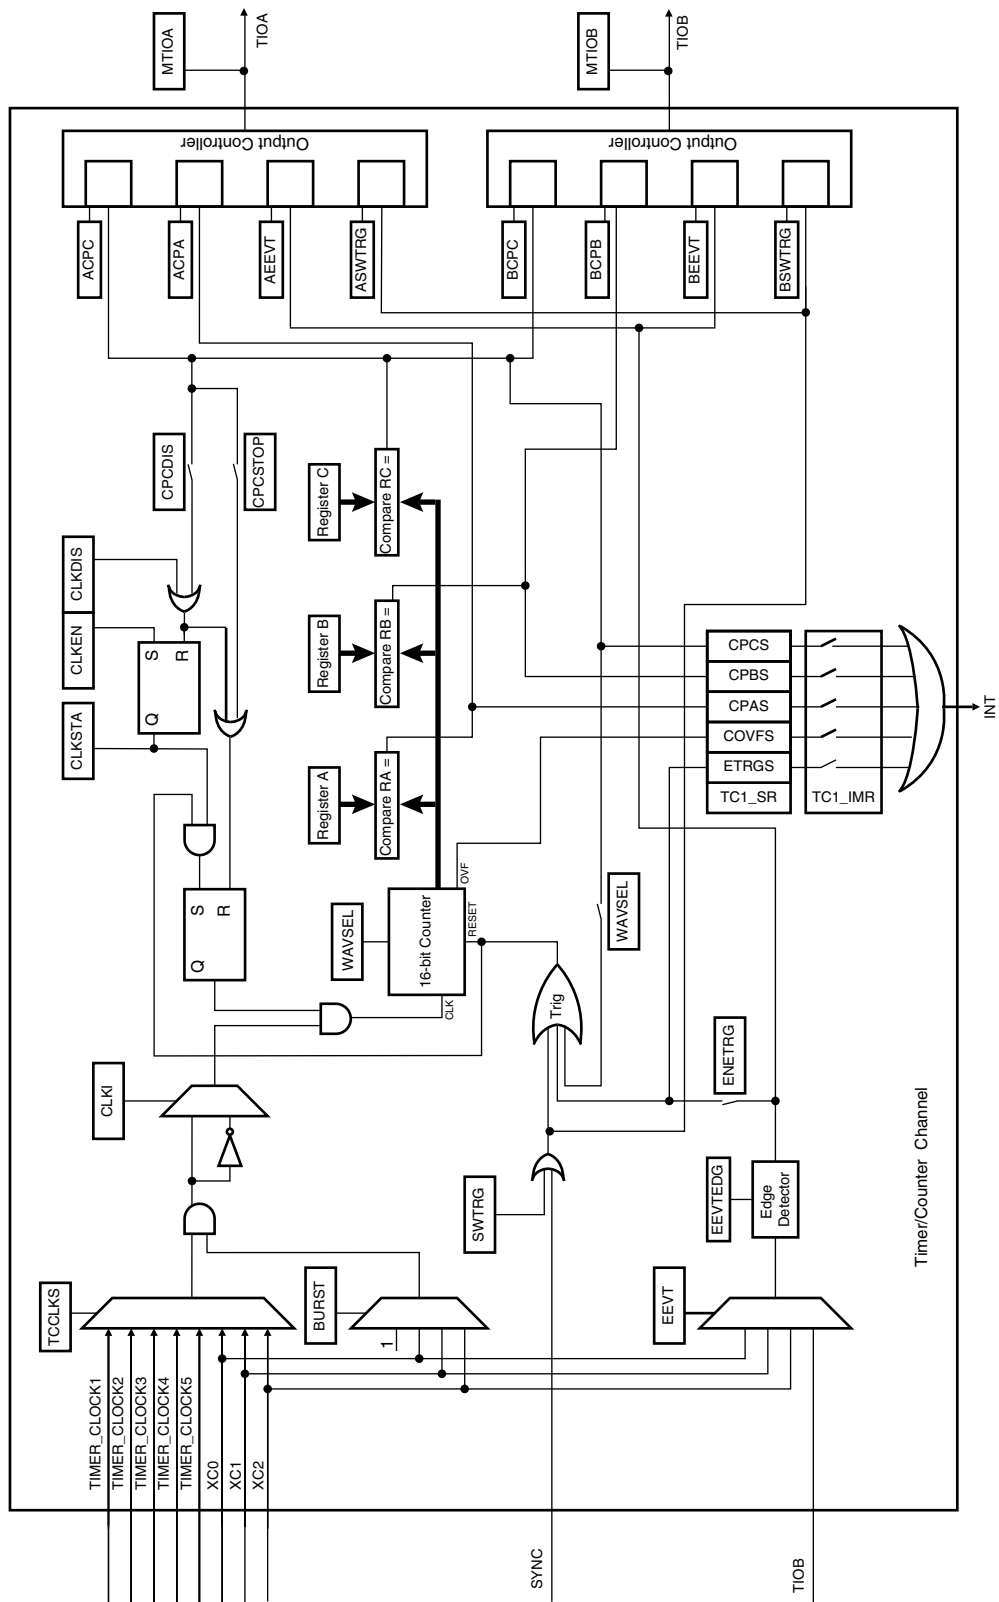 MTIOA
TIOA
MTIOB
TIOB
Output Controller
Output Controller
ACPC
ACPA
AEEVT
ASWTRG
BCPC
BCPB
BEEVT
BSWTRG
CPCDIS
CPCSTOP
CLKDIS
CLKEN
CLKSTA
S
R
Q
Register C
Compare RC =
Register B
Compare RB =
Register A
Compare RA =
CPCS
CPBS
CPAS
COVFS
ETRGS
TC1_SR
TC1_IMR
INT
S
R
Q
WAVSEL
16-bit Counter
OVF
RESET
CLK
WAVSEL
Trig
CLKI
ENETRG
SWTRG
EEVTEDG
Edge
Detector
Timer/Counter Channel
TCCLKS
BURST
1
EEVT
TIMER_CLOCK1
TIMER_CLOCK2
TIMER_CLOCK3
TIMER_CLOCK4
TIMER_CLOCK5
XC0
XC1
XC2
SYNC
TIOB